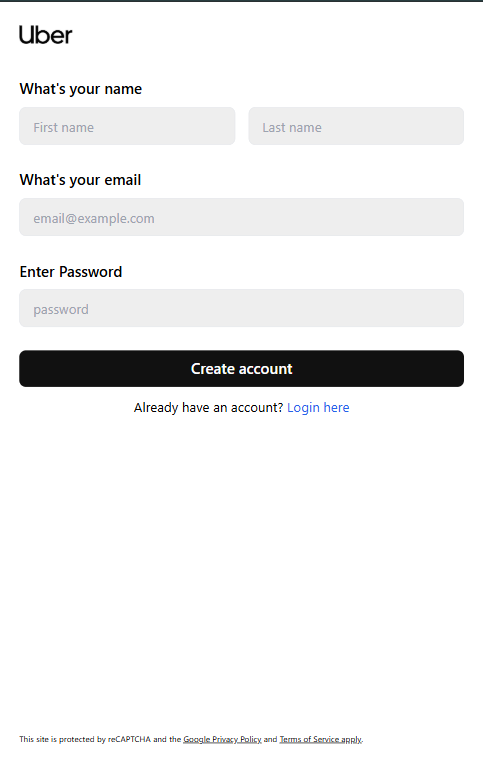 Uber
What's your name
First name Last name
What's your email
email@example.com
Enter Password
password
Create account
Already have an account? Login here
This site is protected by reCAPTCHA and the Google Privacy Policy and Terms of Service apply.